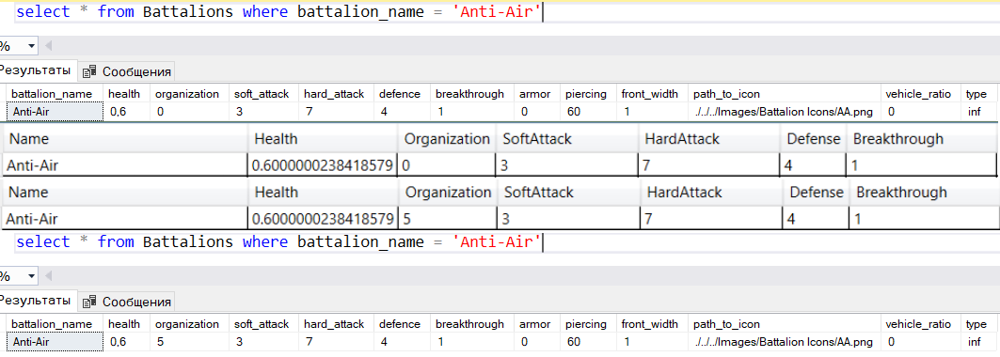 select * from Battalions where battalion_name = 'Anti-Air'
%
Результаты Сообщения
battalion_name health organization soft_attack hard_attack defence breakthrough armor piercing front_width path_to_icon vehicle_ratio type
Anti-Air 0,6 0 3 7 4 1 0 60 1 ./../../Images/Battalion Icons/AA.png 0 inf
Name Health Organization SoftAttack HardAttack Defense Breakthrough
Anti-Air 0.6000000238418579 0 3 7 4 1
Name Health Organization SoftAttack HardAttack Defense Breakthrough
Anti-Air 0.6000000238418579 5 3 7 4 1
select * from Battalions where battalion_name = 'Anti-Air'
%
Результаты Сообщения
battalion_name health organization soft_attack hard_attack defence breakthrough armor piercing front_width path_to_icon vehicle_ratio type
Anti-Air 0,6 5 3 7 4 1 0 60 1 ./../../Images/Battalion Icons/AA.png 0 inf